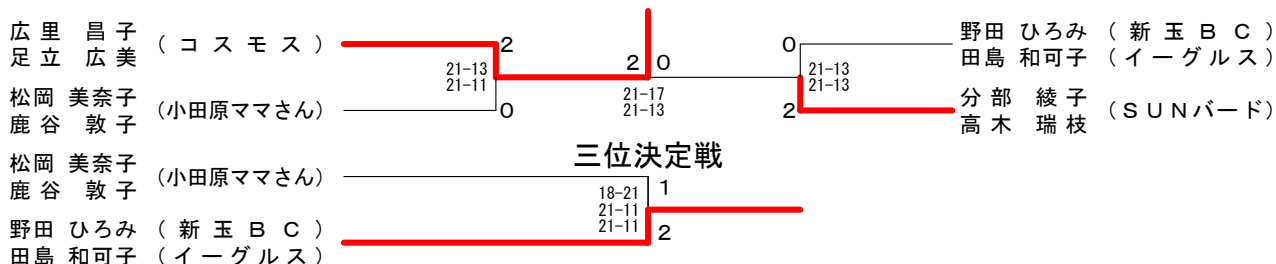 広里 昌子
足立 広美
(コスモス)
松岡 美奈子
鹿谷 敦子
(小田原ママさん)
2
21-13
21-11
0
2 0
21-17
21-13
0
21-13
21-13
2
野田 ひろみ (新玉BC)
田島 和可子 (イーグルス)
分部 綾子
高木 瑞枝
(SUNバード)
三位決定戦
松岡 美奈子
鹿谷 敦子
(小田原ママさん)
野田 ひろみ (新玉BC)
田島 和可子 (イーグルス)
1
18-21
21-11
21-11
2